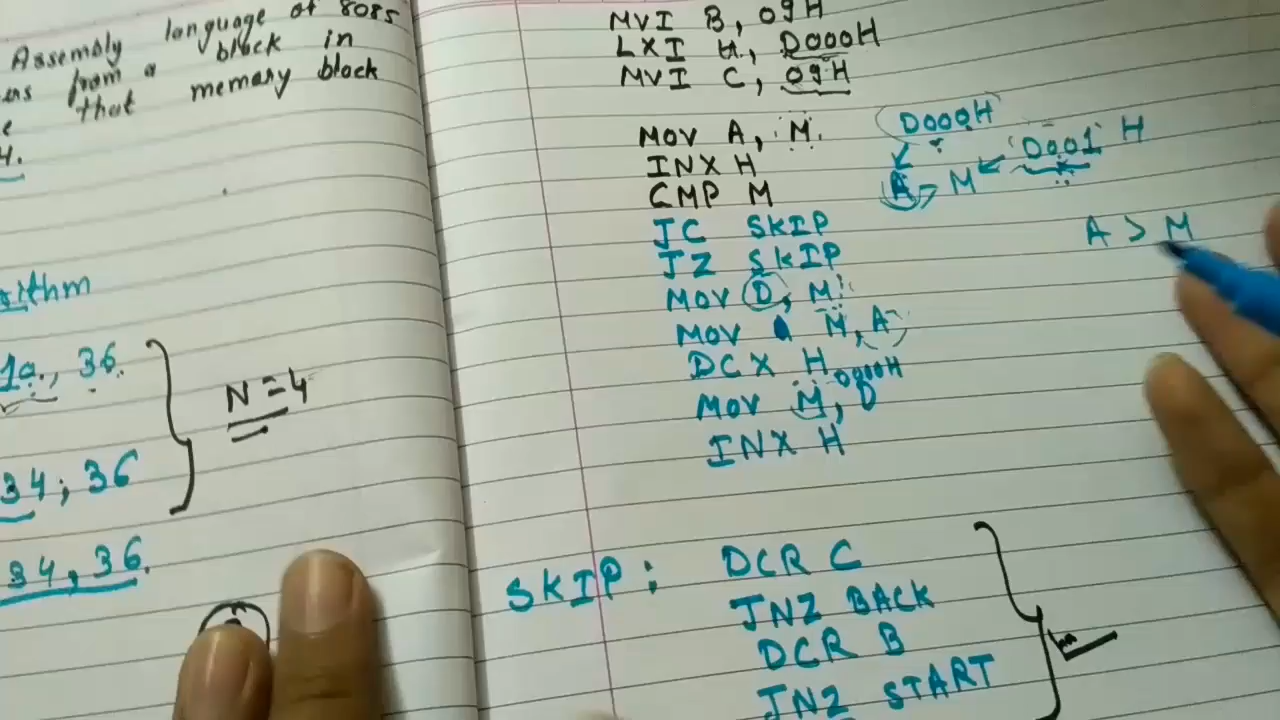 Assembly language of 8085
from a block in
that memory block
4.
1a, 36.
N = 4
34; 36
34, 36.
MVI B, 09H
LXI H, D000H
MVI C, 09H
MOV A, M.
INX H
CMP M
JC SKIP
JZ SKIP
MOV D, M
MOV M, A
DCX H
MOV M, D
INX H
D000H
D000H
A > M
D001 H
A > M
SKIP: DCR C
JNZ BACK
DCR B
JNZ START